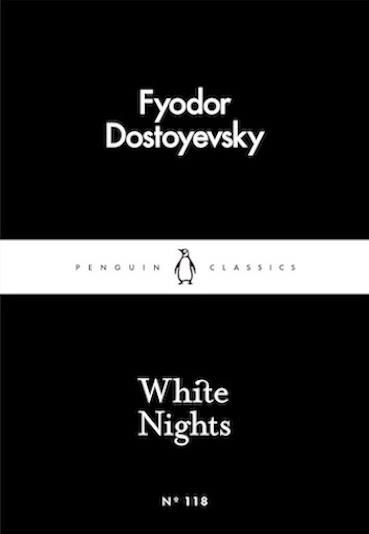 Fyodor
Dostoyevsky
PENGUIN CLASSICS
White
Nights
Nº 118